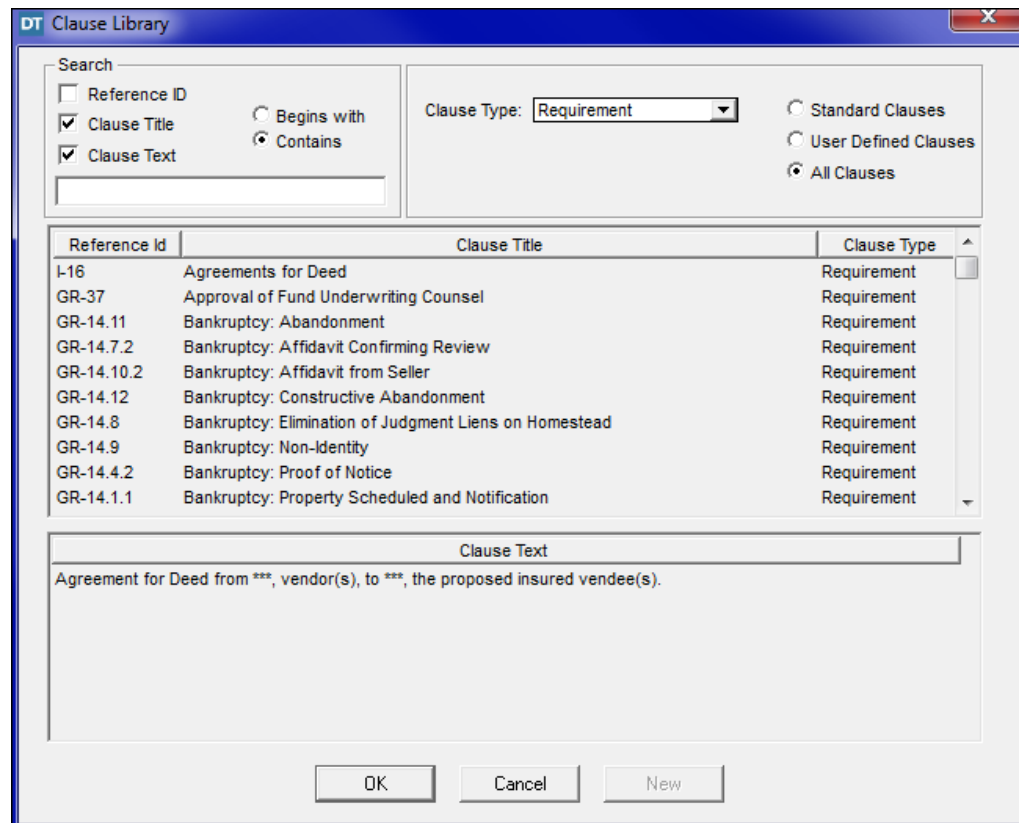 DT Clause Library
Search
Reference ID
Clause Title
Clause Text
Begins with
Contains
Clause Type: Requirement
Standard Clauses
User Defined Clauses
All Clauses
Reference Id Clause Title Clause Type
I-16 Agreements for Deed Requirement
GR-37 Approval of Fund Underwriting Counsel Requirement
GR-14.11 Bankruptcy: Abandonment Requirement
GR-14.7.2 Bankruptcy: Affidavit Confirming Review Requirement
GR-14.10.2 Bankruptcy: Affidavit from Seller Requirement
GR-14.12 Bankruptcy: Constructive Abandonment Requirement
GR-14.8 Bankruptcy: Elimination of Judgment Liens on Homestead Requirement
GR-14.9 Bankruptcy: Non-Identity Requirement
GR-14.4.2 Bankruptcy: Proof of Notice Requirement
GR-14.1.1 Bankruptcy: Property Scheduled and Notification Requirement
Clause Text
Agreement for Deed from ***, vendor(s), to ***, the proposed insured vendee(s).
OK Cancel New